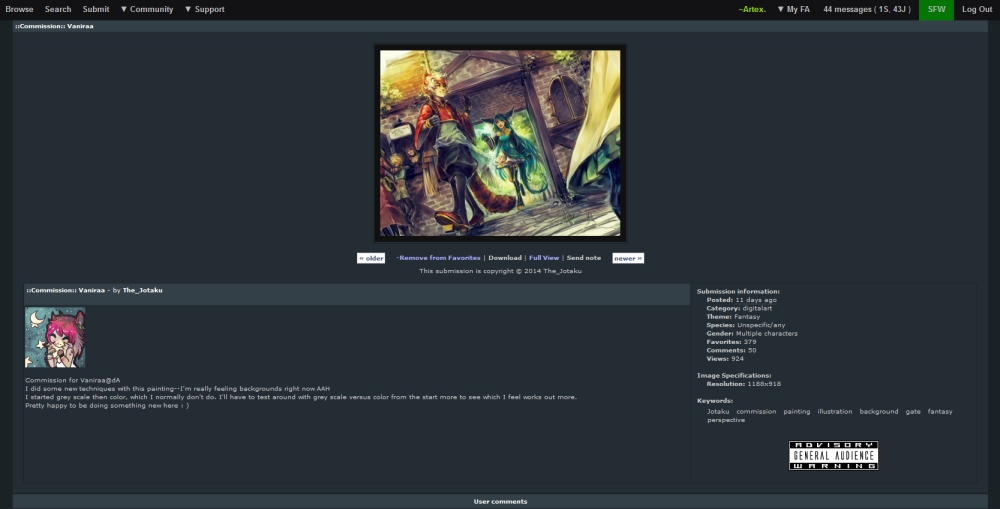 Browse Search Submit ▼ Community ▼ Support ~Artex. ▼ My FA 44 messages ( 1S, 43J ) SFW Log Out
::Commission:: Vaniraa
« older ~Remove from Favorites | Download | Full View | Send note newer »
This submission is copyright © 2014 The_Jotaku
::Commission:: Vaniraa - by The_Jotaku
Commission for Vaniraa@dA
I did some new techniques with this painting--I'm really feeling backgrounds right now AAH
I started grey scale then color, which I normally don't do. I'll have to test around with grey scale versus color from the start more to see which I feel works out more.
Pretty happy to be doing something new here : )
Submission information:
Posted: 11 days ago
Category: digitalart
Theme: Fantasy
Species: Unspecific/any
Gender: Multiple characters
Favorites: 379
Comments: 50
Views: 924
Image Specifications:
Resolution: 1188x918
Keywords:
Jotaku commission painting illustration background gate fantasy
perspective
ADVISORY
GENERAL AUDIENCE
WARNING
User comments